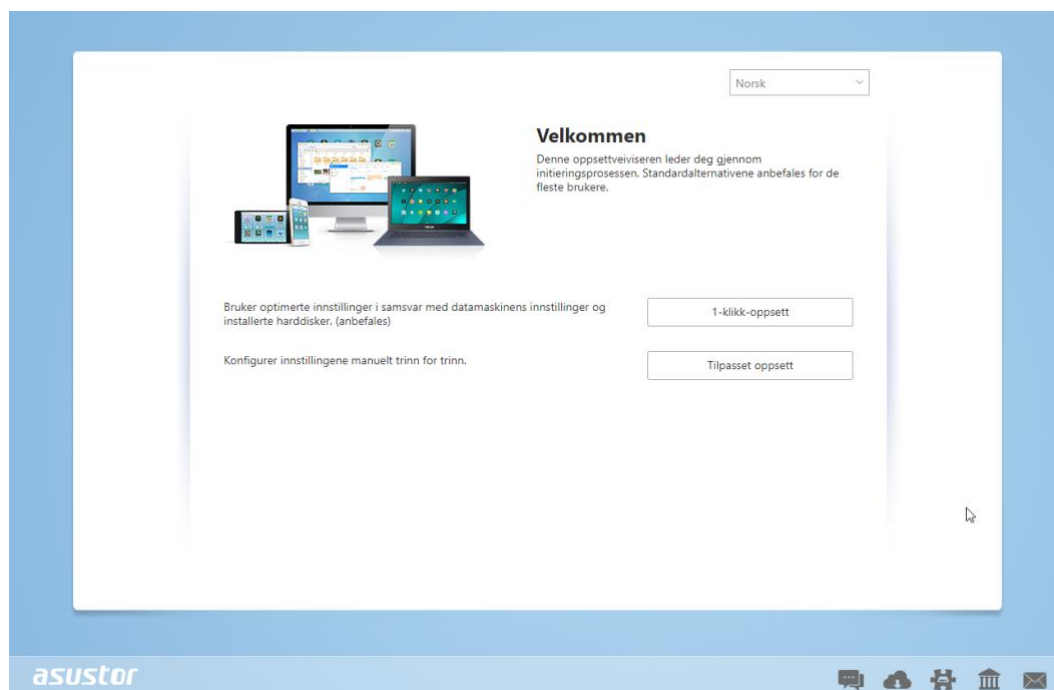 Norsk
Velkommen
Denne oppsettveiviseren leder deg gjennom
initieringsprosessen. Standardalternativene anbefales for de
fleste brukere.
Bruker optimerte innstillinger i samsvar med datamaskinens innstillinger og
installerte harddisker. (anbefales)
1-klikk-oppsett
Konfigurer innstillingene manuelt trinn for trinn.
Tilpasset oppsett
asustor